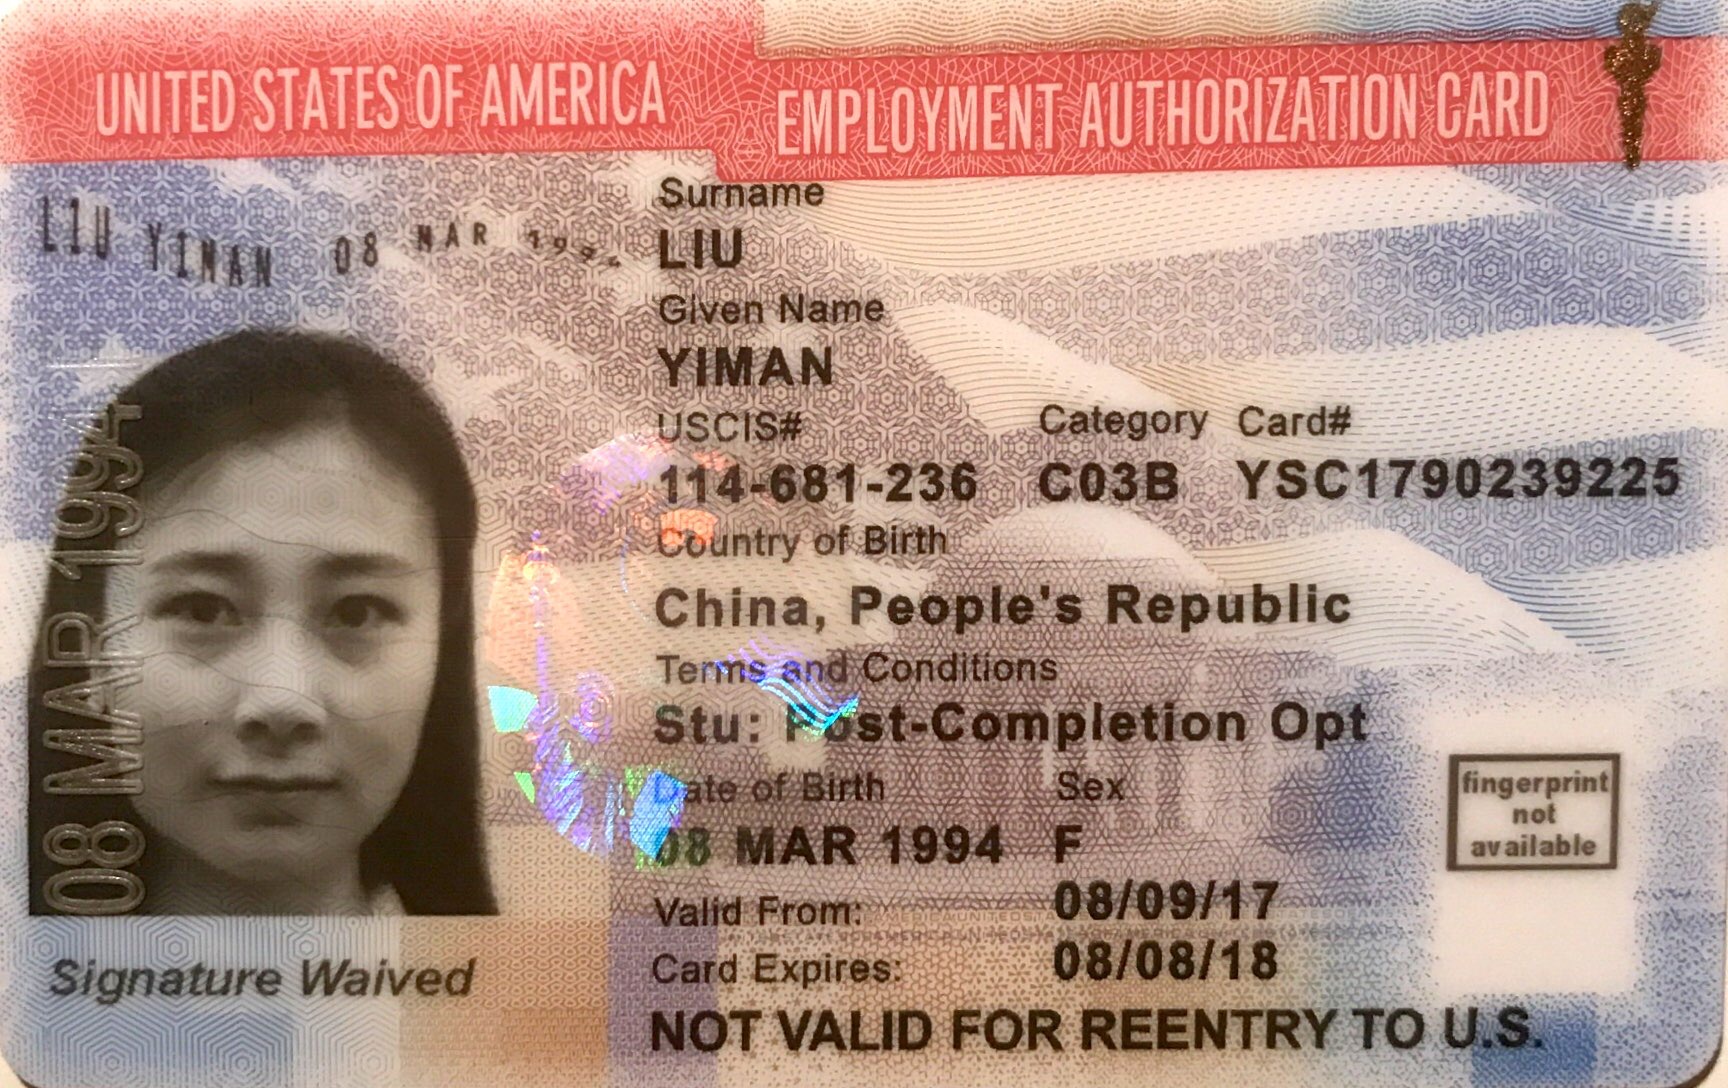 UNITED STATES OF AMERICA EMPLOYMENT AUTHORIZATION CARD
LIU YIMAN 08 MAR 199
Surname
LIU
Given Name
YIMAN
USCIS# Category Card#
114-681-236 C03B YSC1790239225
Country of Birth
China, People's Republic
Terms and Conditions
Stu: Post-Completion Opt
Date of Birth Sex
08 MAR 1994 F
Valid From: 08/09/17
Card Expires: 08/08/18
NOT VALID FOR REENTRY TO U.S.
08 MAR 1994
Signature Waived
fingerprint
not
available